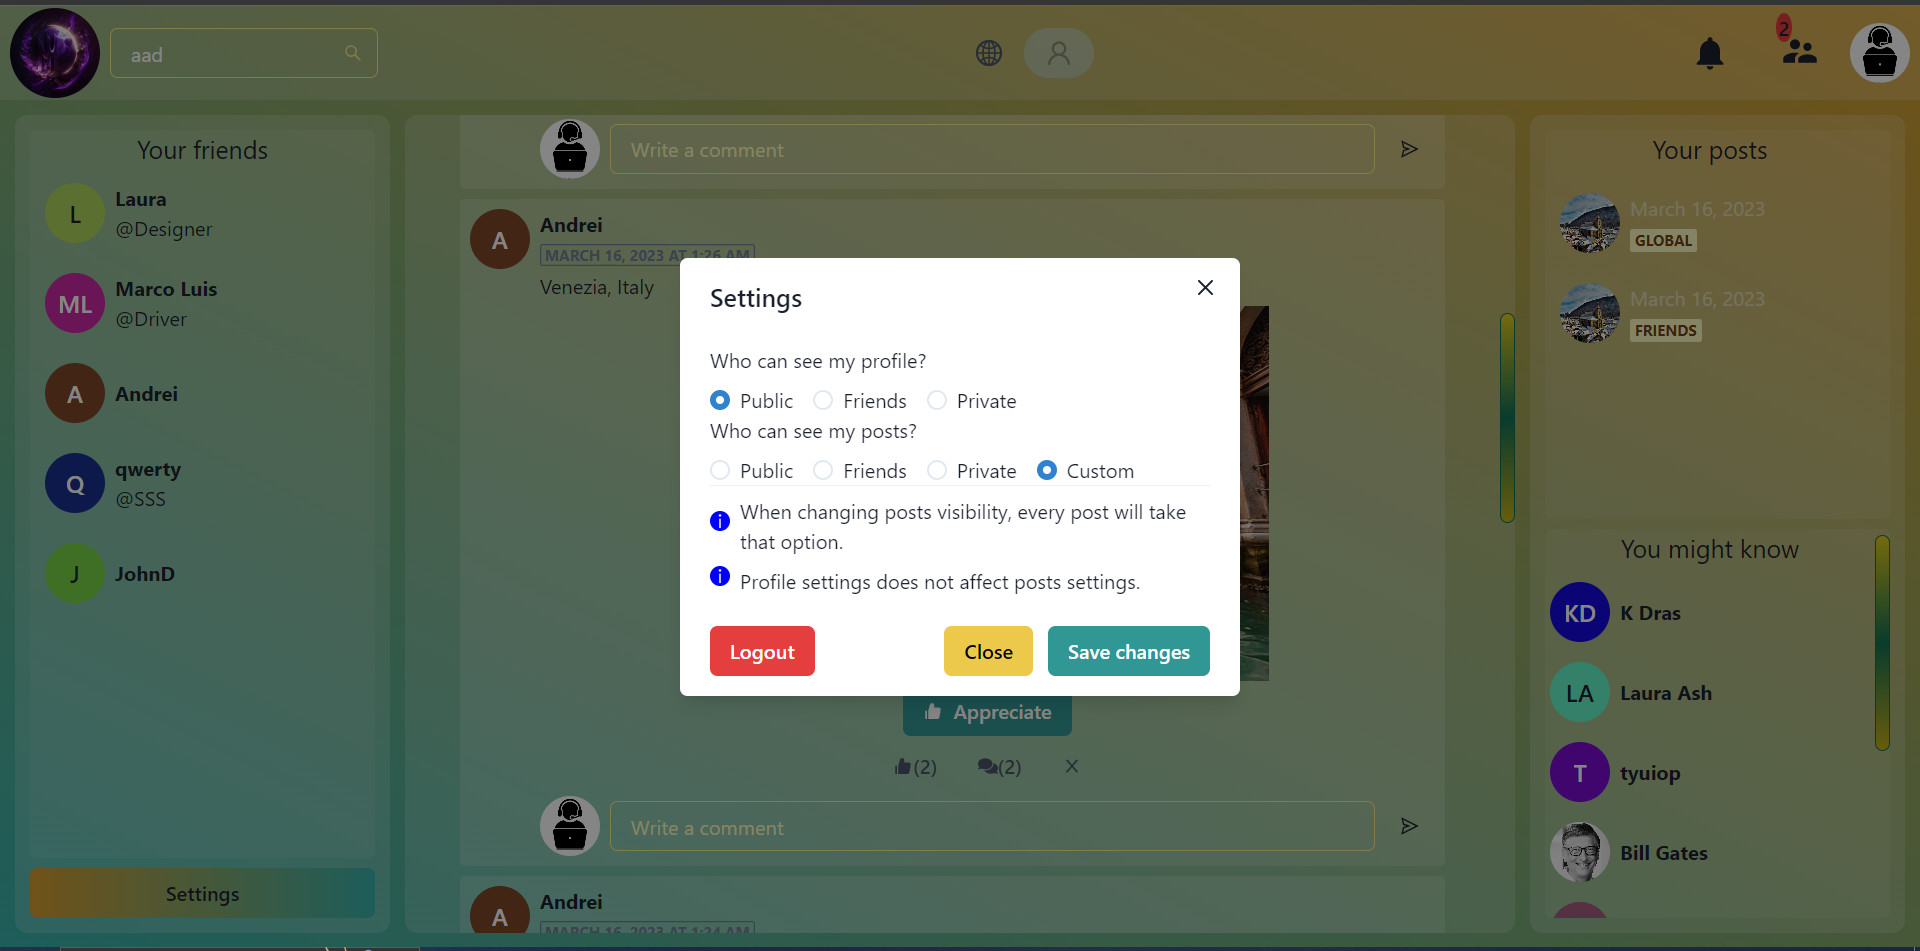 aad
2
Your friends
L
Laura
@Designer
ML
Marco Luis
@Driver
A
Andrei
Q
qwerty
@SSS
J
JohnD
Settings
Write a comment
A
Andrei
MARCH 16, 2023 AT 1:26 AM
Venezia, Italy
Settings
Who can see my profile?
Public Friends Private
Who can see my posts?
Public Friends Private Custom
When changing posts visibility, every post will take
that option.
Profile settings does not affect posts settings.
Logout Close Save changes
Appreciate
(2) (2) X
Write a comment
A
Andrei
MARCH 16, 2023 AT 1:24 AM
Your posts
March 16, 2023
GLOBAL
March 16, 2023
FRIENDS
You might know
KD
K Dras
LA
Laura Ash
T
tyuiop
Bill Gates